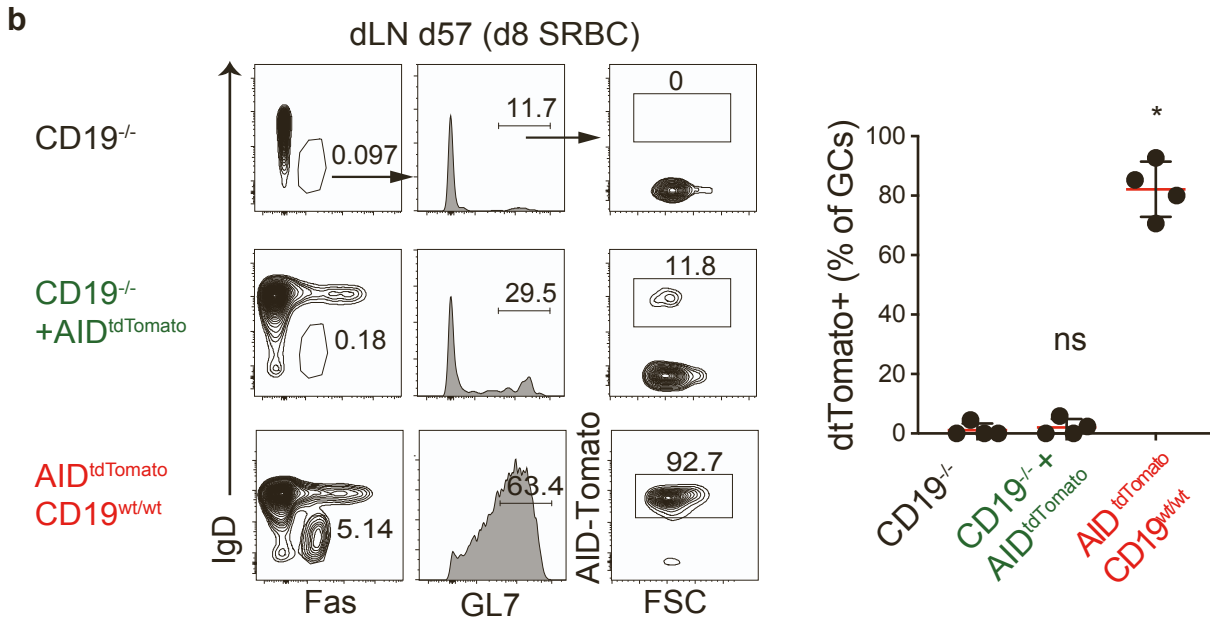 b
dLN d57 (d8 SRBC)
CD19-/-
0.097
11.7
0
CD19-/-
+AIDtdTomato
0.18
29.5
11.8
AIDtdTomato
CD19wt/wt
5.14
63.4
92.7
IgD
AID-Tomato
Fas
GL7
FSC
dtTomato+ (% of GCs)
100
80
60
40
20
0
*
ns
CD19-/-
CD19-/- +
AIDtdTomato
AIDtdTomato
CD19wt/wt